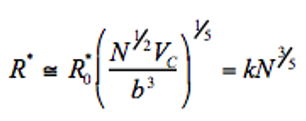 R* ≅ R₀*(N^½ V_C / b³)^⅕ = kN^⅗